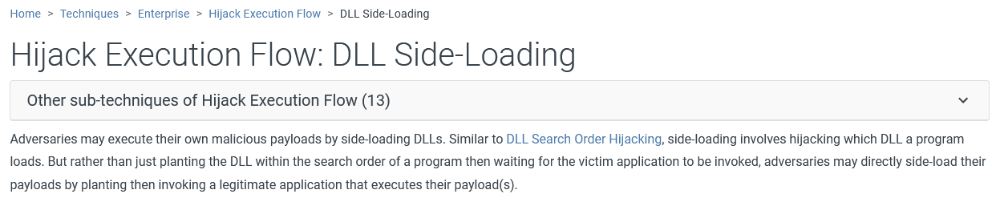 Home > Techniques > Enterprise > Hijack Execution Flow > DLL Side-Loading
Hijack Execution Flow: DLL Side-Loading
Other sub-techniques of Hijack Execution Flow (13)
Adversaries may execute their own malicious payloads by side-loading DLLs. Similar to DLL Search Order Hijacking, side-loading involves hijacking which DLL a program
loads. But rather than just planting the DLL within the search order of a program then waiting for the victim application to be invoked, adversaries may directly side-load their
payloads by planting then invoking a legitimate application that executes their payload(s).